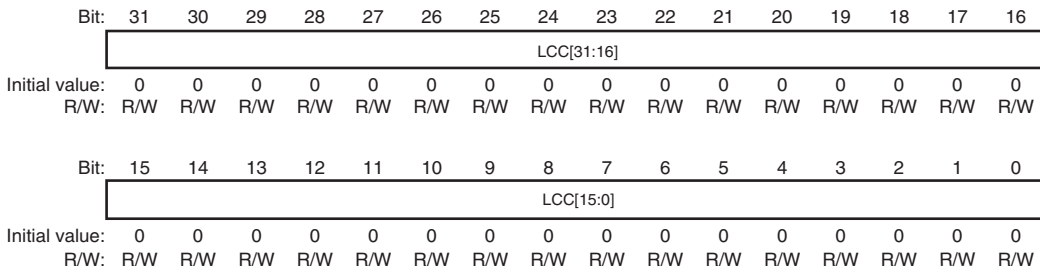 Bit: 31 30 29 28 27 26 25 24 23 22 21 20 19 18 17 16
LCC[31:16]
Initial value: 0 0 0 0 0 0 0 0 0 0 0 0 0 0 0 0
R/W: R/W R/W R/W R/W R/W R/W R/W R/W R/W R/W R/W R/W R/W R/W R/W R/W
Bit: 15 14 13 12 11 10 9 8 7 6 5 4 3 2 1 0
LCC[15:0]
Initial value: 0 0 0 0 0 0 0 0 0 0 0 0 0 0 0 0
R/W: R/W R/W R/W R/W R/W R/W R/W R/W R/W R/W R/W R/W R/W R/W R/W R/W